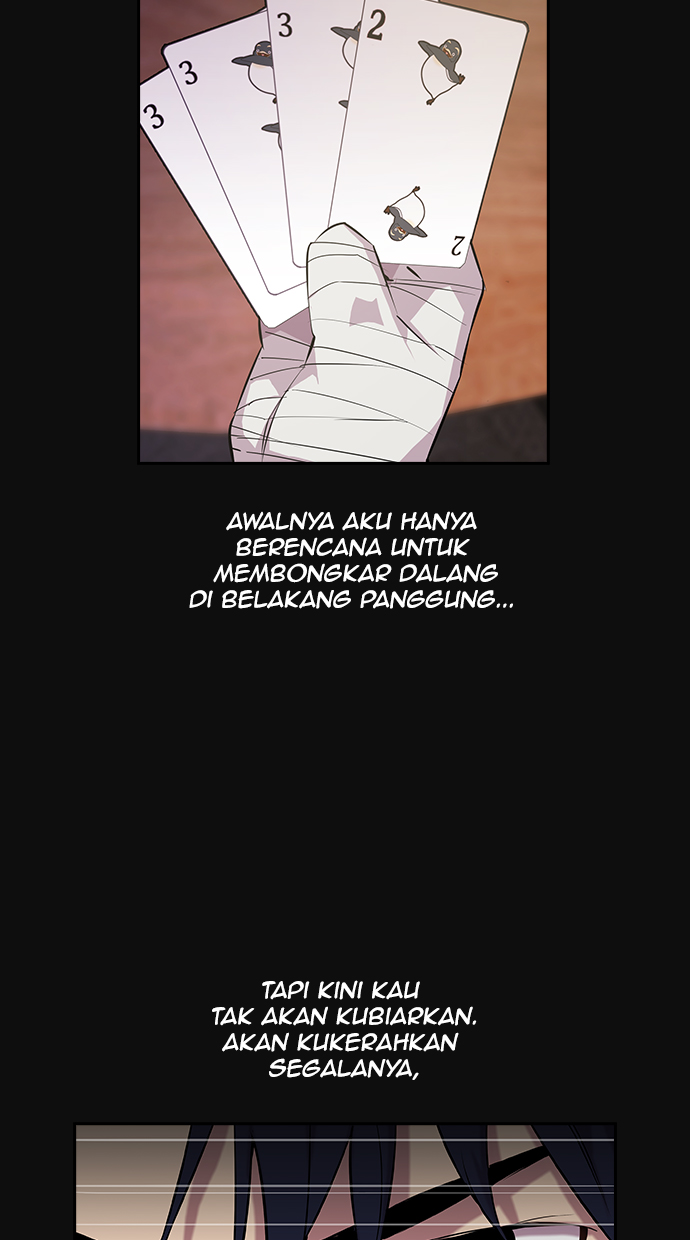 3
3
3
2
2
AWALNYA AKU HANYA
BERENCANA UNTUK
MEMBONGKAR DALANG
DI BELAKANG PANGGUNG...
TAPI KINI KAU
TAK AKAN KUBIARKAN.
AKAN KUKERAHKAN
SEGALANYA,